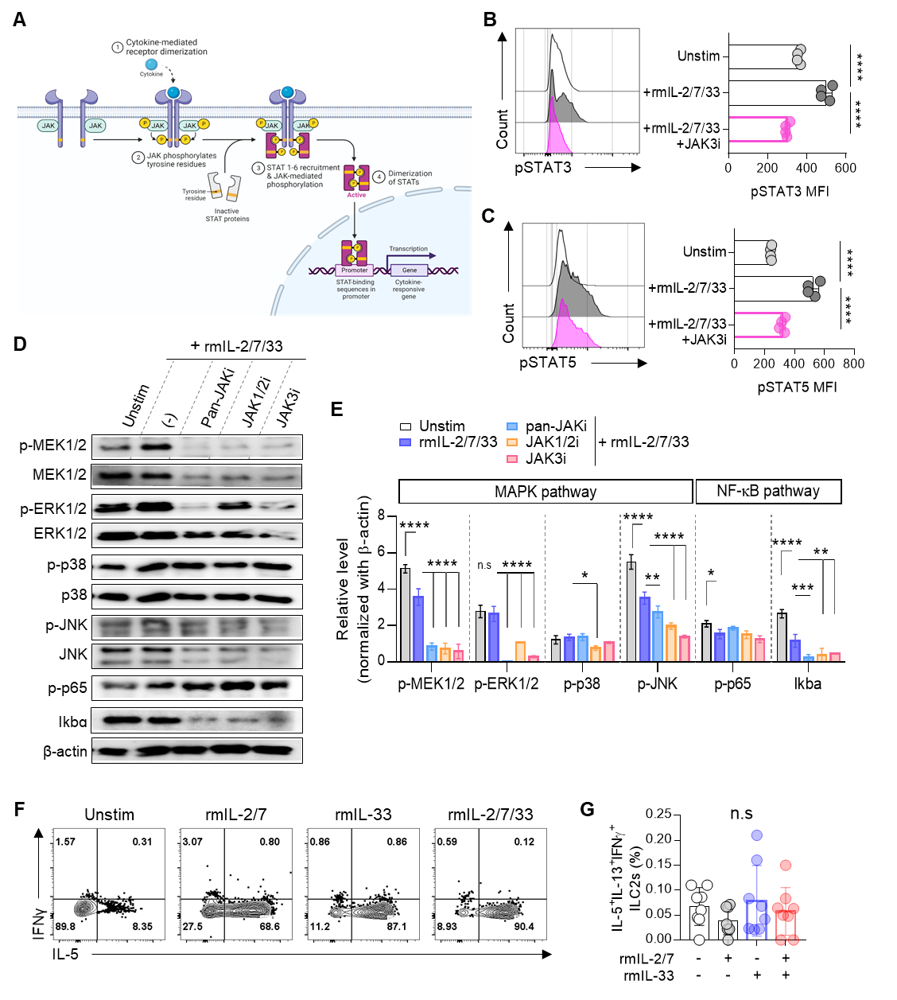 A
1 Cytokine-mediated
receptor dimerization
Cytokine
JAK
JAK
P
JAK
JAK
P
P
P
P
JAK
JAK
P
P
P
P
P
2 JAK phosphorylates
tyrosine residues
3 STAT 1-6 recruitment
& JAK-mediated
phosphorylation
4 Dimerization
of STATs
P
P
Active
Tyrosine
residue
Inactive
STAT proteins
P
P
Transcription
Promoter
Gene
STAT-binding
sequences in
promoter
Cytokine-
responsive
gene
B
Count
pSTAT3
Unstim
+rmIL-2/7/33
+rmIL-2/7/33
+JAK3i
****
****
0 200 400 600
pSTAT3 MFI
C
Count
pSTAT5
Unstim
+rmIL-2/7/33
+rmIL-2/7/33
+JAK3i
****
****
0 200 400 600 800
pSTAT5 MFI
D
+ rmIL-2/7/33
Unstim
(-)
Pan-JAKi
JAK1/2i
JAK3i
p-MEK1/2
MEK1/2
p-ERK1/2
ERK1/2
p-p38
p38
p-JNK
JNK
p-p65
Ikbα
β-actin
E
Unstim
rmIL-2/7/33
pan-JAKi
JAK1/2i
JAK3i
+ rmIL-2/7/33
MAPK pathway
NF-κB pathway
Relative level
(normalized with β-actin)
8
6
4
2
0
****
****
n.s
****
*
****
**
****
*
****
***
**
p-MEK1/2 p-ERK1/2 p-p38 p-JNK p-p65 Ikba
F
Unstim rmIL-2/7 rmIL-33 rmIL-2/7/33
1.57 0.31 3.07 0.80 0.86 0.86 0.59 0.12
89.8 8.35 27.5 68.6 11.2 87.1 8.93 90.4
IFNγ
IL-5
G
n.s
IL-5+IL-13+IFNγ+
ILC2s (%)
0.25
0.20
0.15
0.10
0.05
0.00
rmIL-2/7 - + - +
rmIL-33 - - + +